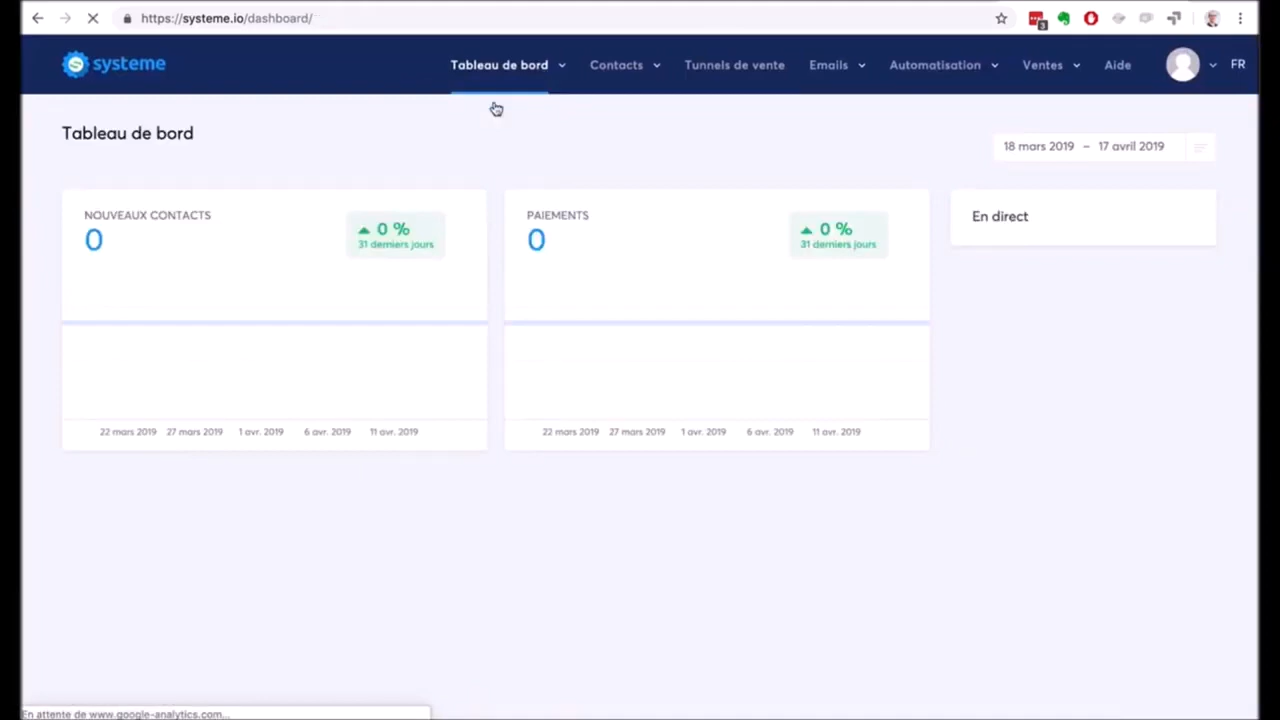 https://systeme.io/dashboard/
3
systeme
Tableau de bord
Contacts
Tunnels de vente
Emails
Automatisation
Ventes
Aide
FR
Tableau de bord
18 mars 2019 – 17 avril 2019
NOUVEAUX CONTACTS
0
0 %
31 derniers jours
PAIEMENTS
0
0 %
31 derniers jours
En direct
22 mars 2019 27 mars 2019 1 avr. 2019 6 avr. 2019 11 avr. 2019
22 mars 2019 27 mars 2019 1 avr. 2019 6 avr. 2019 11 avr. 2019
En attente de www.google-analytics.com...